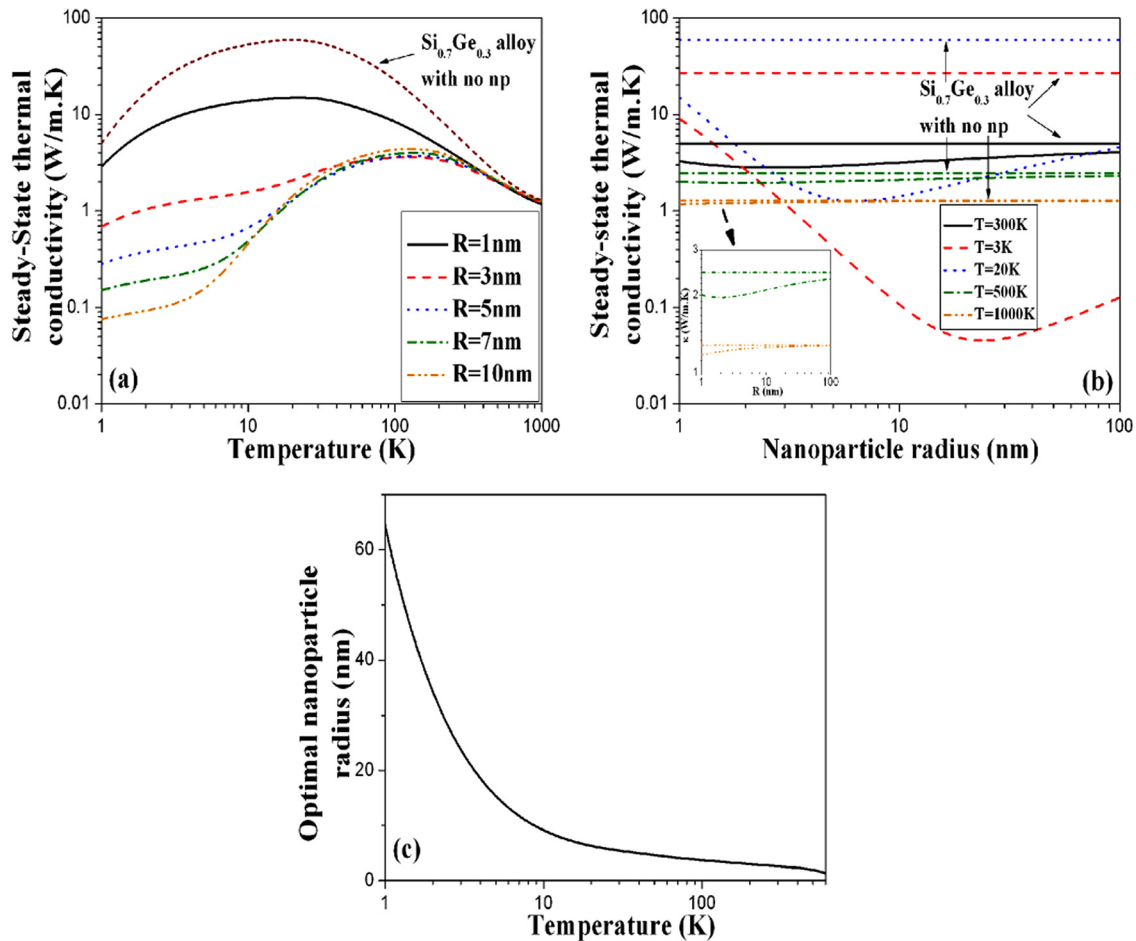 Steady-State thermal
conductivity (W/m.K)
100
10
1
0.1
0.01
1
10
100
1000
Temperature (K)
(a)
Si0.7Ge0.3 alloy
with no np
R=1nm
R=3nm
R=5nm
R=7nm
R=10nm
Steady-state thermal
conductivity (W/m.K)
100
10
1
0.1
0.01
1
10
100
Nanoparticle radius (nm)
(b)
Si0.7Ge0.3 alloy
with no np
T=300K
T=3K
T=20K
T=500K
T=1000K
κ (W/m.K)
3
2
1
1
10
100
R (nm)
Optimal nanoparticle
radius (nm)
60
40
20
0
1
10
100
Temperature (K)
(c)